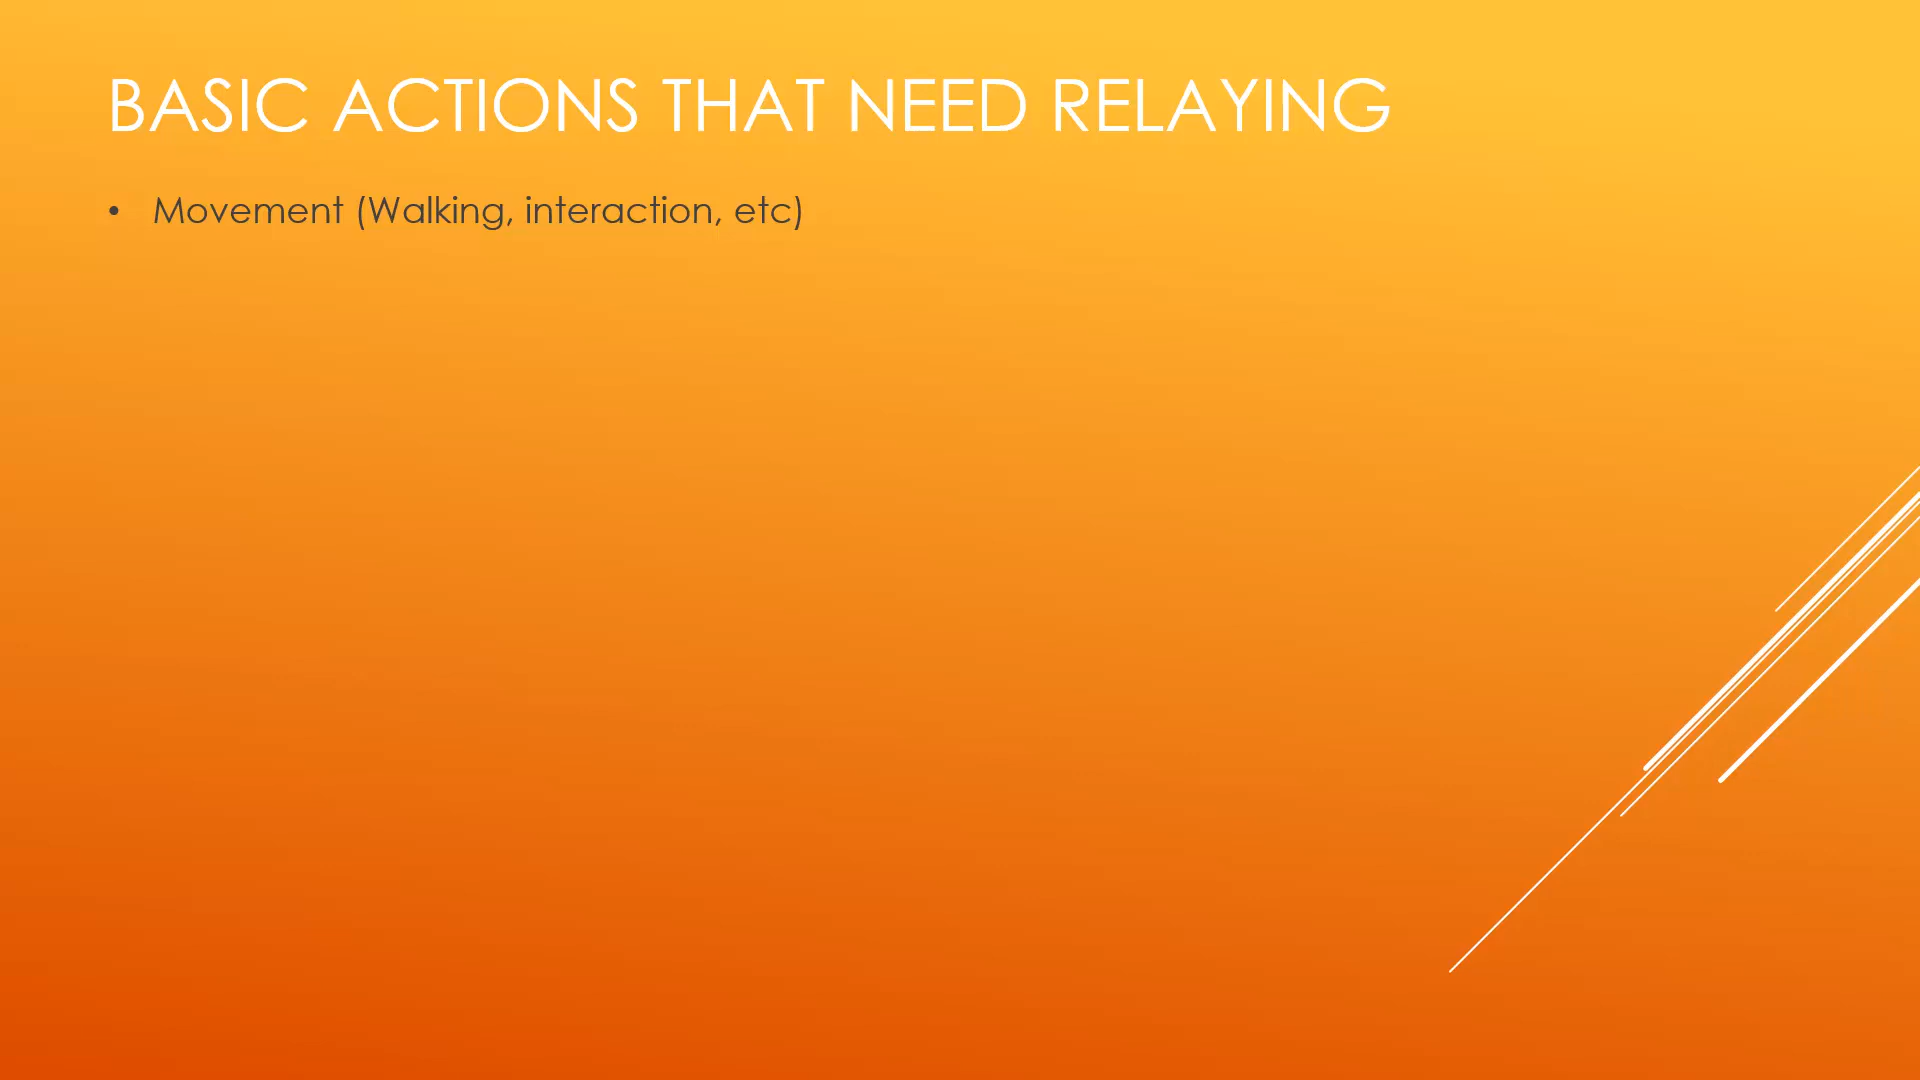 BASIC ACTIONS THAT NEED RELAYING
• Movement (Walking, interaction, etc)